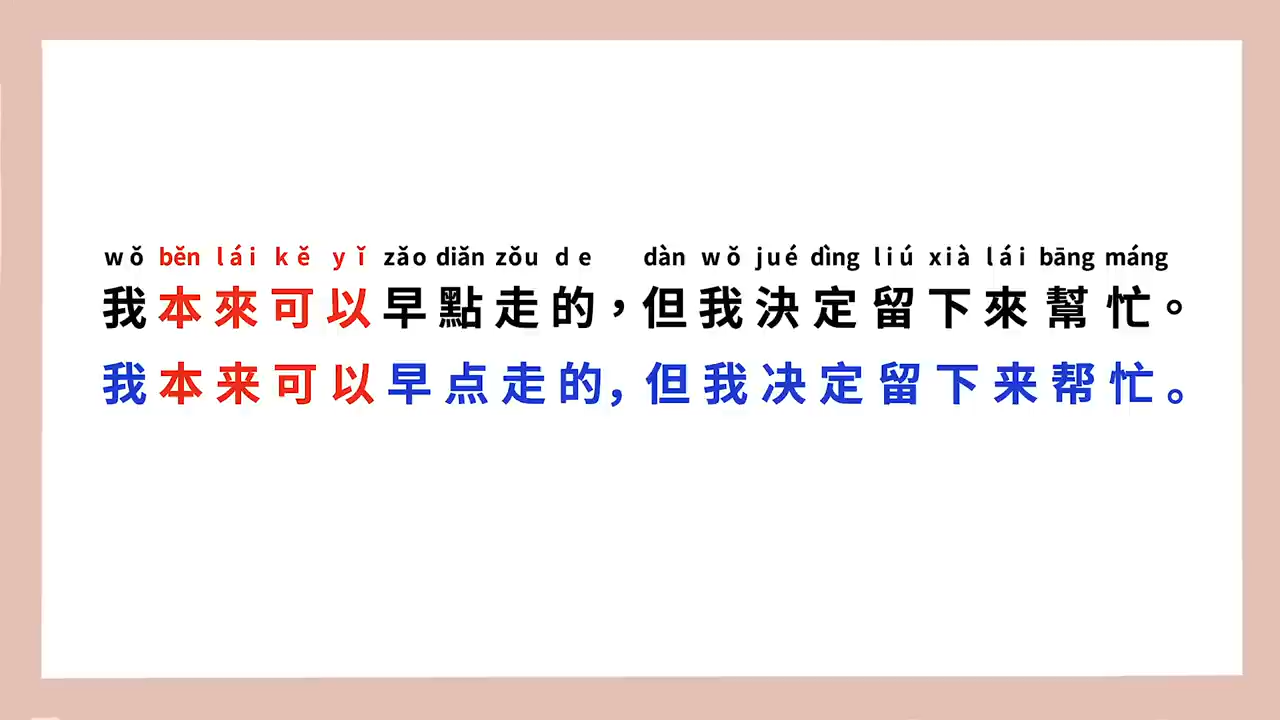 wǒ běn lái kě yǐ zǎo diǎn zǒu de dàn wǒ jué dìng liú xià lái bāng máng
我本來可以早點走的，但我決定留下來幫忙。
我本来可以早点走的，但我决定留下来帮忙。